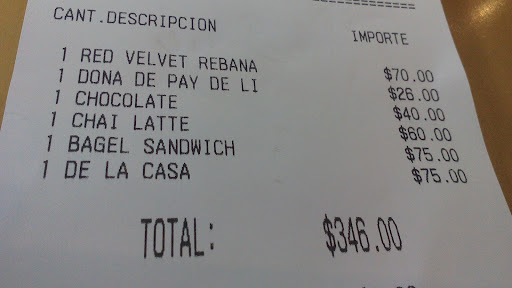 CANT.DESCRIPCION IMPORTE
1 RED VELVET REBANA $70.00
1 DONA DE PAY DE LI $26.00
1 CHOCOLATE $40.00
1 CHAI LATTE $60.00
1 BAGEL SANDWICH $75.00
1 DE LA CASA $75.00
TOTAL: $346.00